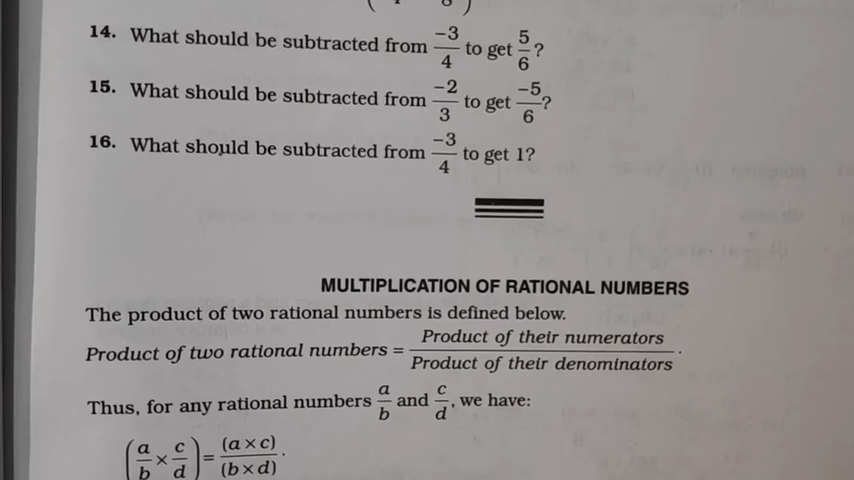 14. What should be subtracted from -3/4 to get 5/6?
15. What should be subtracted from -2/3 to get -5/6?
16. What should be subtracted from -3/4 to get 1?
MULTIPLICATION OF RATIONAL NUMBERS
The product of two rational numbers is defined below.
Product of two rational numbers = Product of their numerators / Product of their denominators.
Thus, for any rational numbers a/b and c/d, we have:
(a/b × c/d) = (a×c)/(b×d).